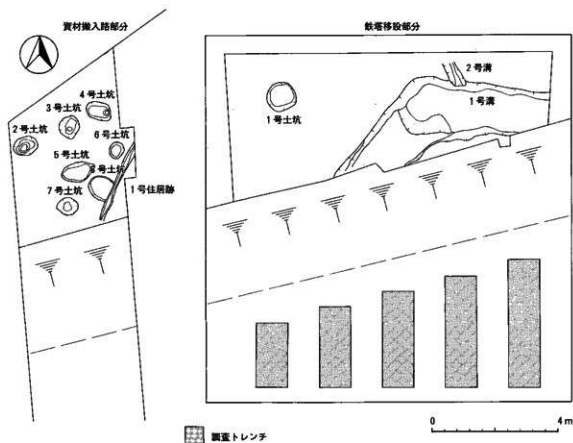 資材搬入路部分
鉄塔移設部分
4号土坑
3号土坑
2号土坑
6号土坑
5号土坑
8号土坑
7号土坑
1号住居跡
2号溝
1号溝
1号土坑
調査トレンチ
0 4m